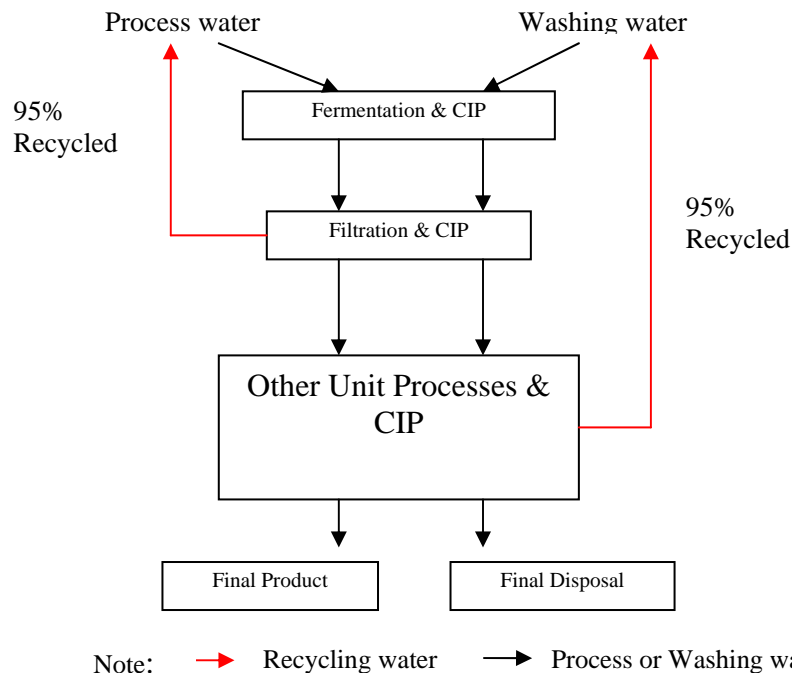 Process water
Washing water
95%
Recycled
Fermentation & CIP
Filtration & CIP
95%
Recycled
Other Unit Processes &
CIP
Final Product
Final Disposal
Note: Recycling water Process or Washing